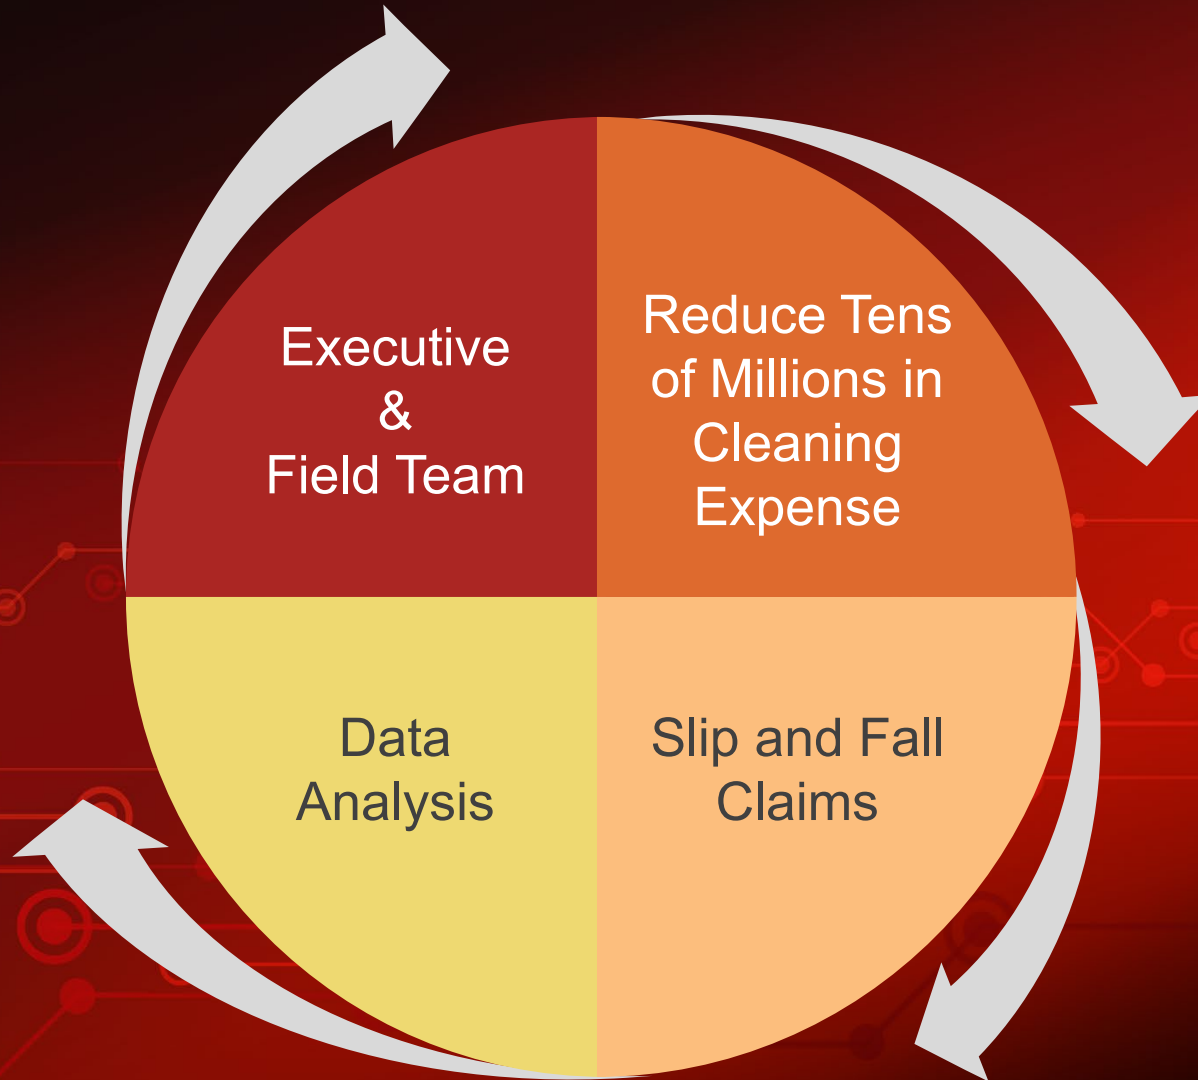 Executive
&
Field Team
Reduce Tens
of Millions in
Cleaning
Expense
Data
Analysis
Slip and Fall
Claims